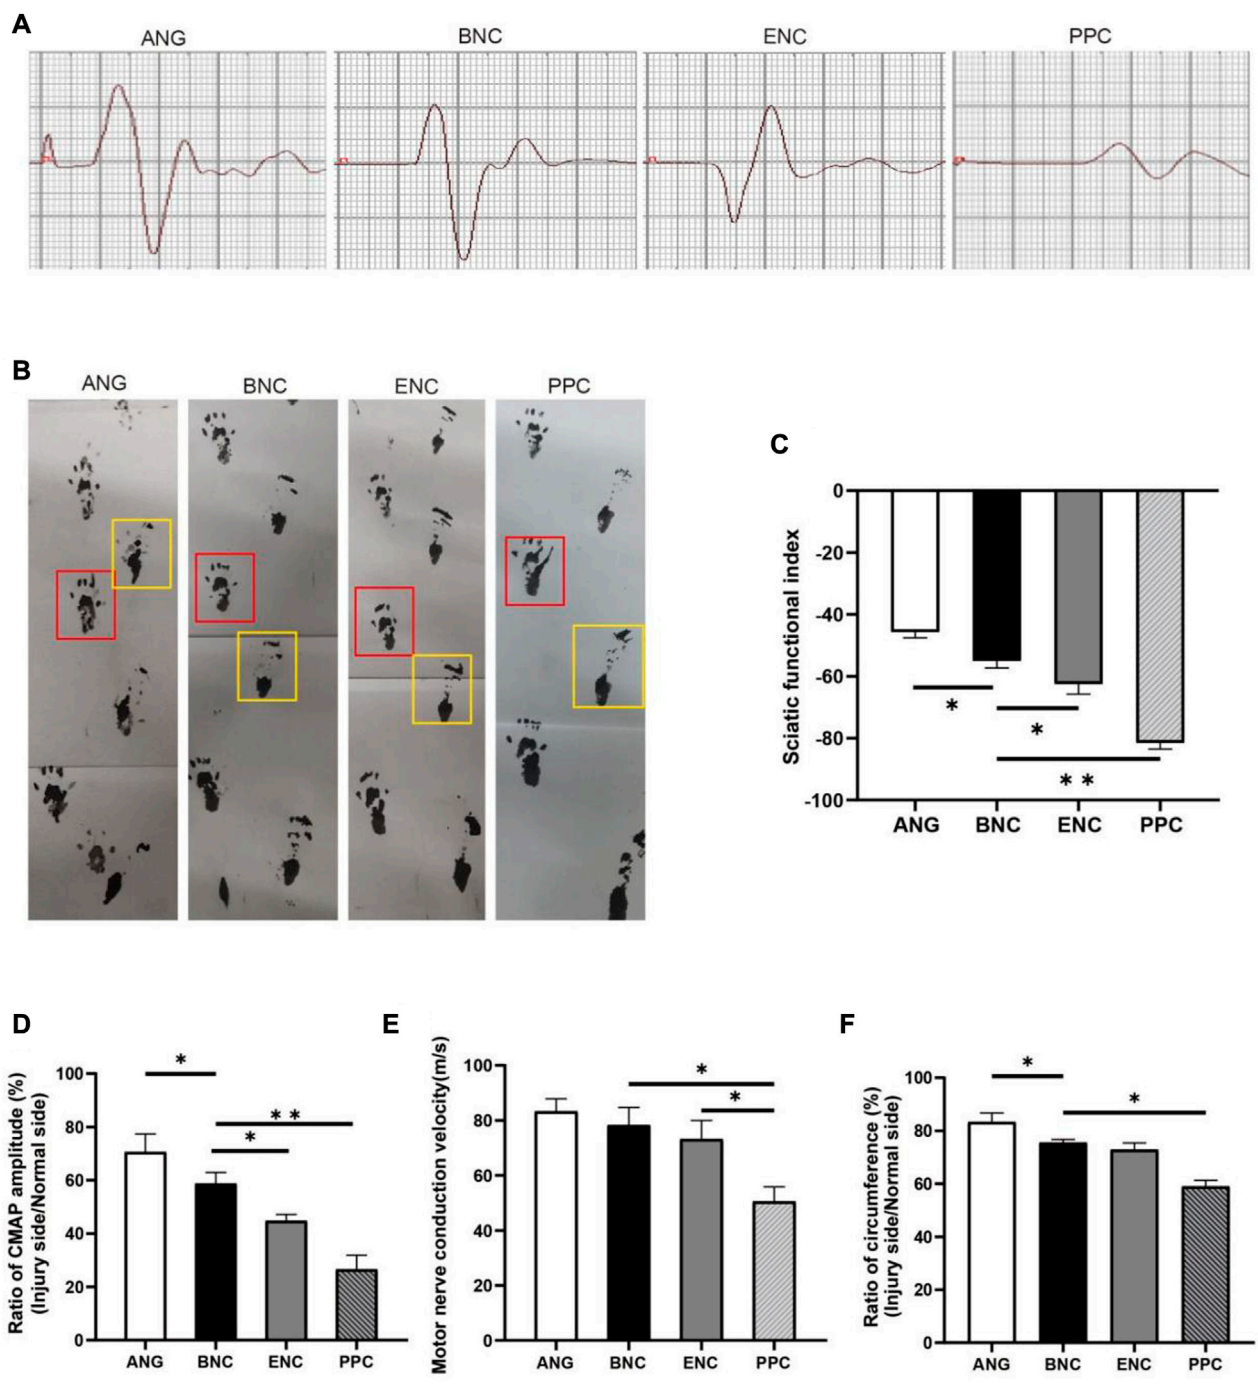 A
ANG
BNC
ENC
PPC
B
ANG
BNC
ENC
PPC
C
Sciatic functional index
0
-20
-40
-60
-80
-100
*
*
* *
ANG
BNC
ENC
PPC
D
Ratio of CMAP amplitude (%)
(Injury side/Normal side)
100
80
60
40
20
0
*
* *
*
ANG
BNC
ENC
PPC
E
Motor nerve conduction velocity(m/s)
100
80
60
40
20
0
*
*
ANG
BNC
ENC
PPC
F
Ratio of circumference (%)
(Injury side/Normal side)
100
80
60
40
20
0
*
*
ANG
BNC
ENC
PPC